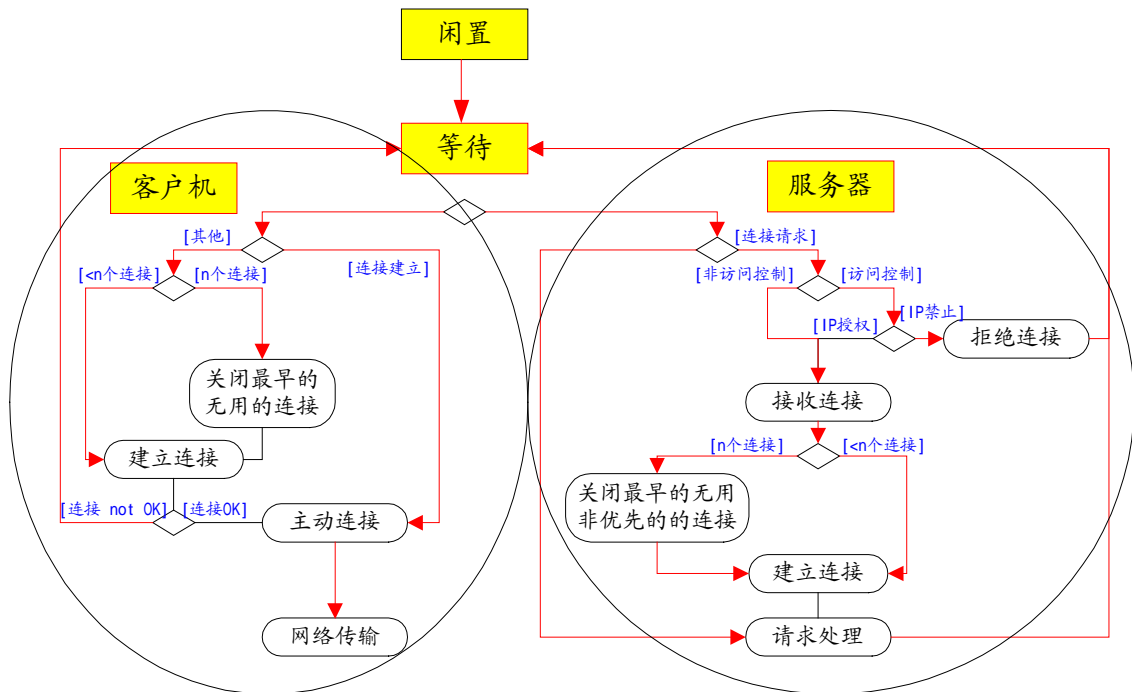 闲置
等待
客户机
服务器
[其他]
[连接请求]
[连接建立]
[<n个连接]
[n个连接]
[非访问控制]
[访问控制]
[IP授权]
[IP禁止]
拒绝连接
关闭最早的
无用的连接
接收连接
建立连接
[n个连接]
[<n个连接]
关闭最早的无用
非优先的的连接
[连接 not OK]
[连接OK]
主动连接
建立连接
网络传输
请求处理